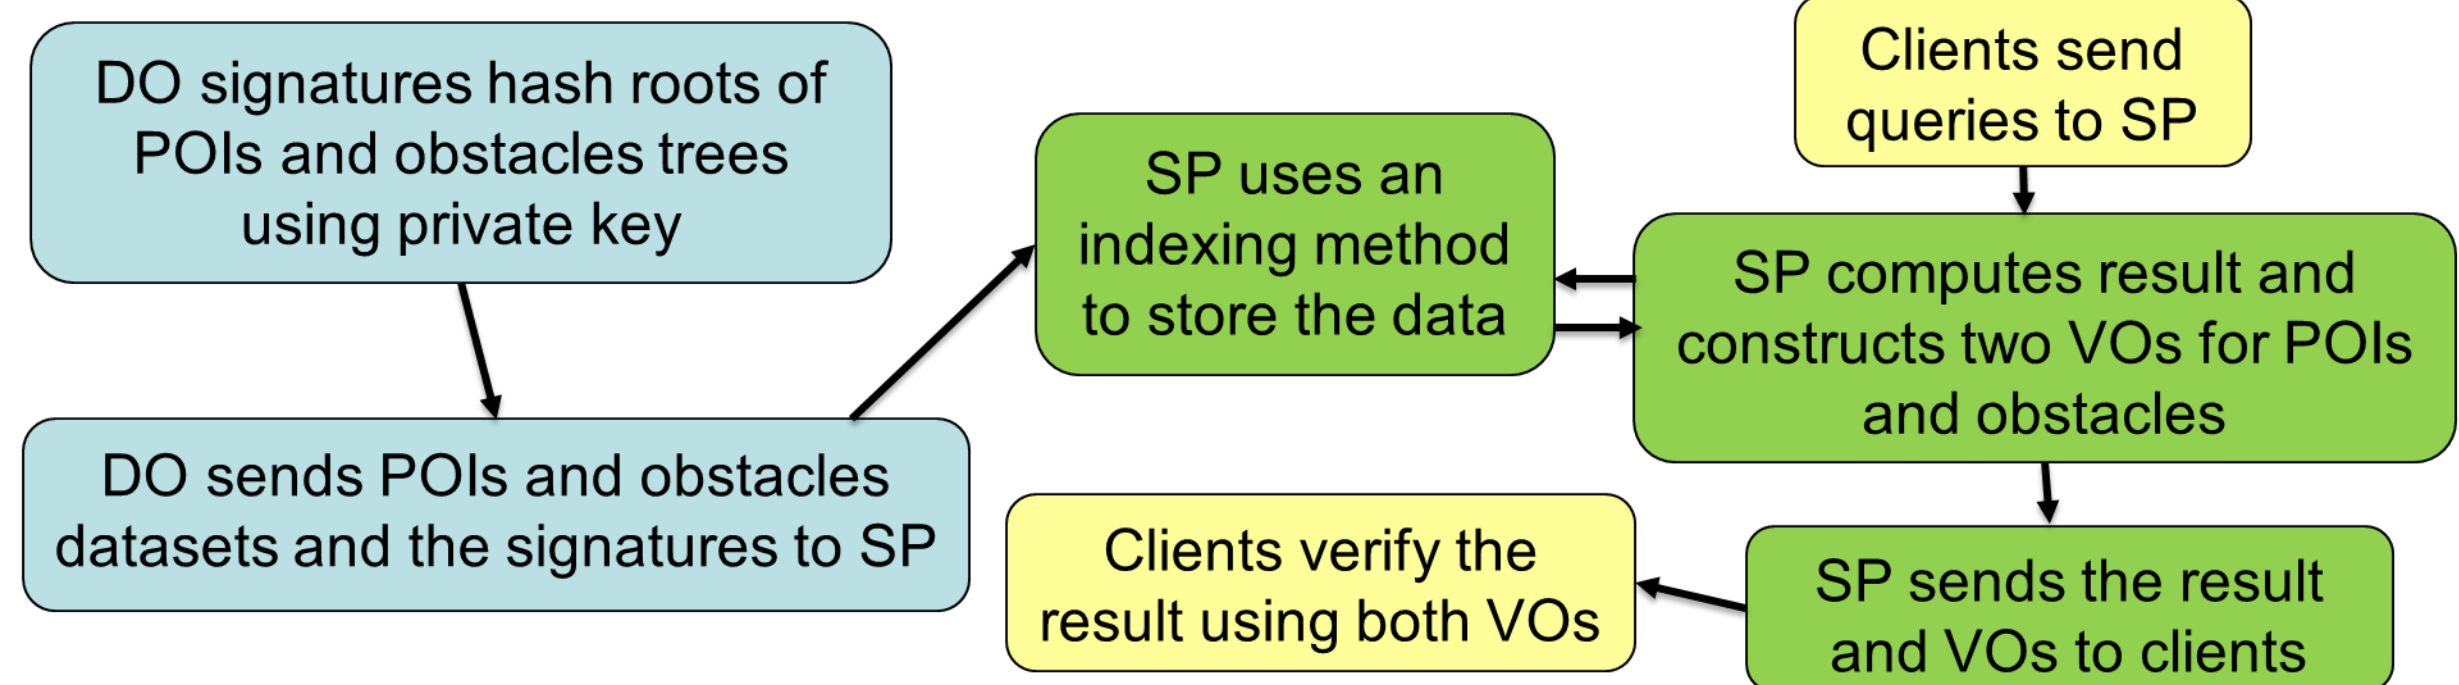 DO signatures hash roots of
POIs and obstacles trees
using private key
DO sends POIs and obstacles
datasets and the signatures to SP
SP uses an
indexing method
to store the data
Clients send
queries to SP
SP computes result and
constructs two VOs for POIs
and obstacles
SP sends the result
and VOs to clients
Clients verify the
result using both VOs